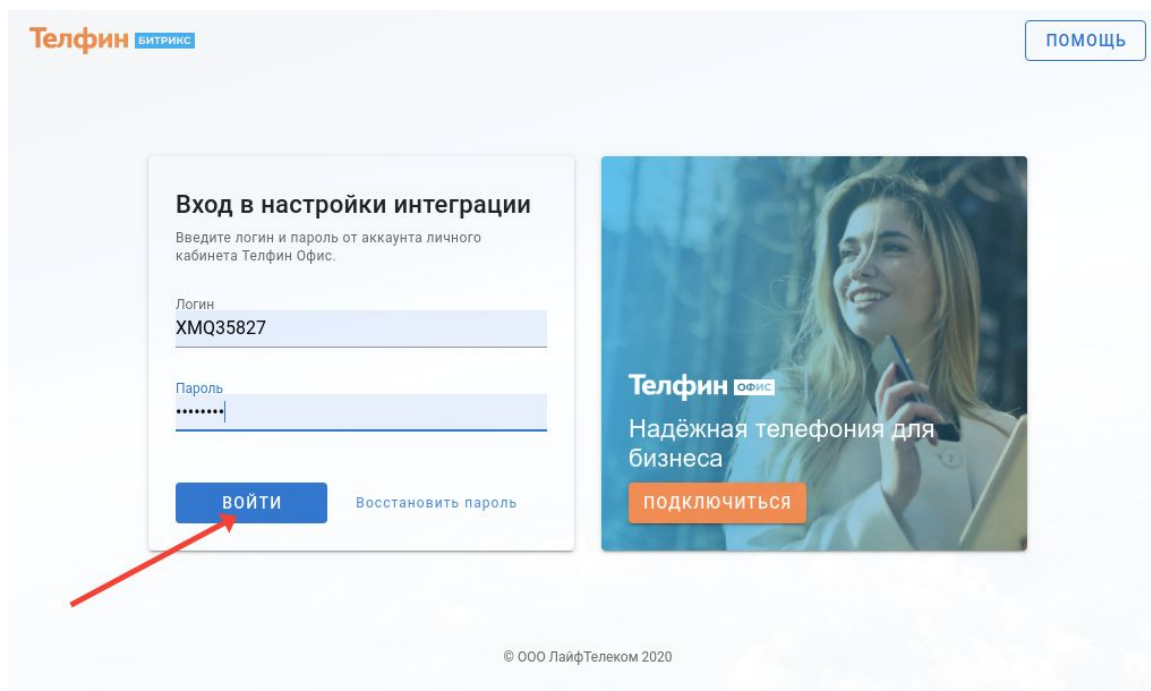 Телфин БИТРИКС
ПОМОЩЬ
Вход в настройки интеграции
Введите логин и пароль от аккаунта личного
кабинета Телфин Офис.
Логин
XMQ35827
Пароль
••••••••
ВОЙТИ
Восстановить пароль
Телфин ОФИС
Надёжная телефония для
бизнеса
ПОДКЛЮЧИТЬСЯ
© ООО ЛайфТелеком 2020